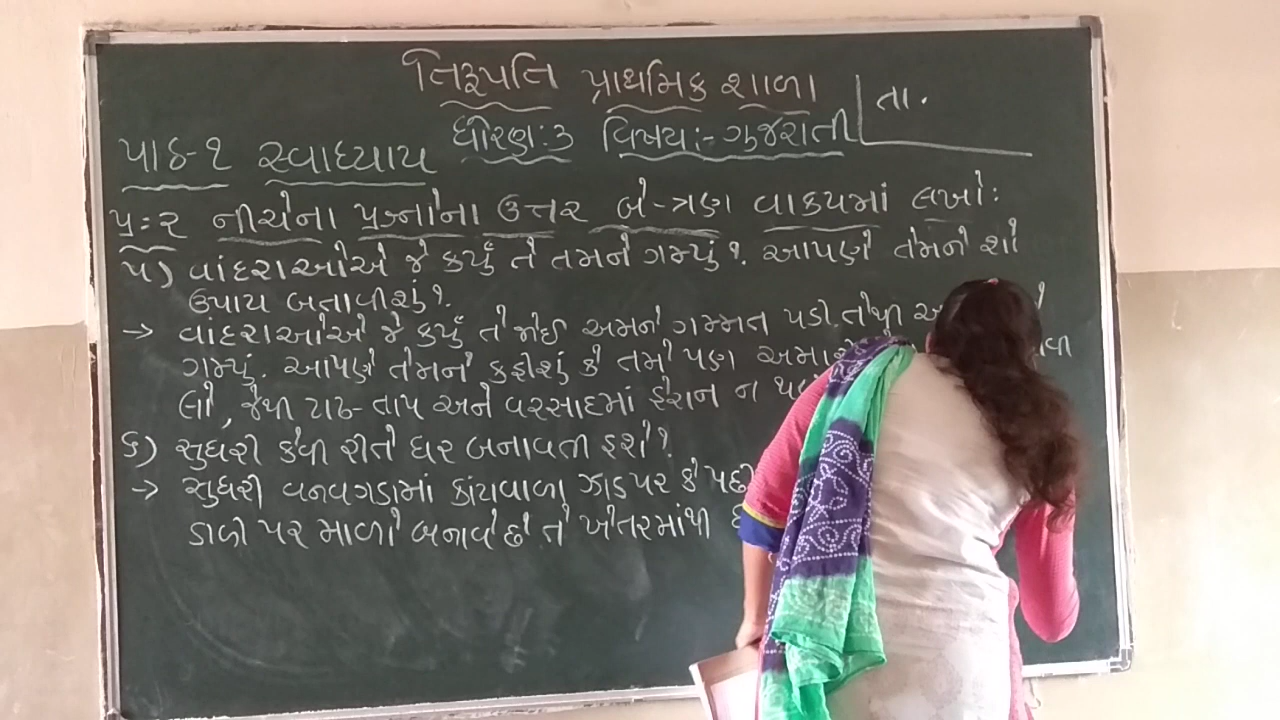 તિરૂપતિ પ્રાથમિક શાળા
તા.
ધોરણ:૩ વિષય:- ગુજરાતી
પાઠ-૧ સ્વાધ્યાય
પ્ર:૨ નીચેના પ્રશ્નોના ઉત્તર બે-ત્રણ વાક્યમાં લખો:
૫) વાંદરાઓએ જે કર્યું તે તમને ગમ્યું? આપણે તેમને શો
ઉપાય બતાવીશું?
→ વાંદરાઓએ જે કર્યું તે જોઈ અમને ગમ્મત પડી. તેથી
ગમ્યું. આપણે તેમને કહીશું કે તમે પણ
લો, જેથી ટાઢ-તાપ અને વરસાદમાં હેરાન ન
૬) સુઘરી કેવી રીતે ઘર બનાવતી હશે?
→ સુઘરી વનવગડામાં કાંટાવાળા ઝાડ પર કે
ડાળી પર માળો બનાવે છે. તે ખેતરમાંથી